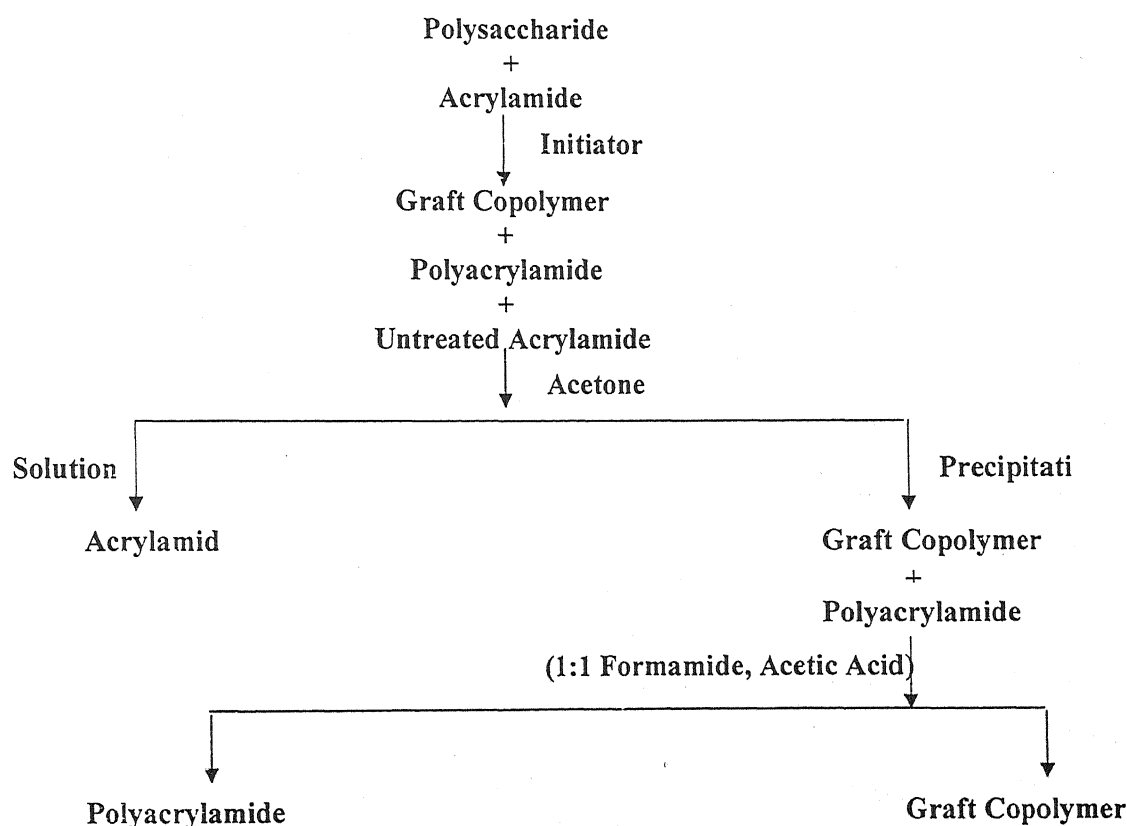 Polysaccharide
+
Acrylamide
Initiator
Graft Copolymer
+
Polyacrylamide
+
Untreated Acrylamide
Acetone
Solution
Precipitati
Acrylamid
Graft Copolymer
+
Polyacrylamide
(1:1 Formamide, Acetic Acid)
Polyacrylamide
Graft Copolymer